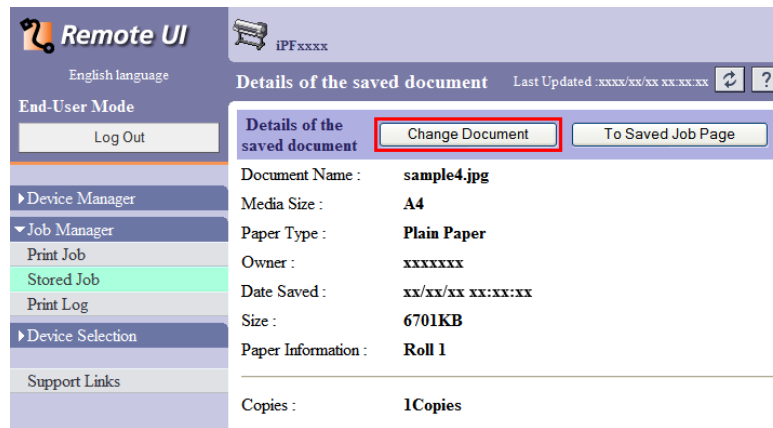 Remote UI
English language
End-User Mode
Log Out
Device Manager
Job Manager
Print Job
Stored Job
Print Log
Device Selection
Support Links
iPFxxxx
Details of the saved document Last Updated :xxxx/xx/xx xx:xx:xx ?
Details of the
saved document
Change Document To Saved Job Page
Document Name : sample4.jpg
Media Size : A4
Paper Type : Plain Paper
Owner : xxxxxxx
Date Saved : xx/xx/xx xx:xx:xx
Size : 6701KB
Paper Information : Roll 1
Copies : 1Copies